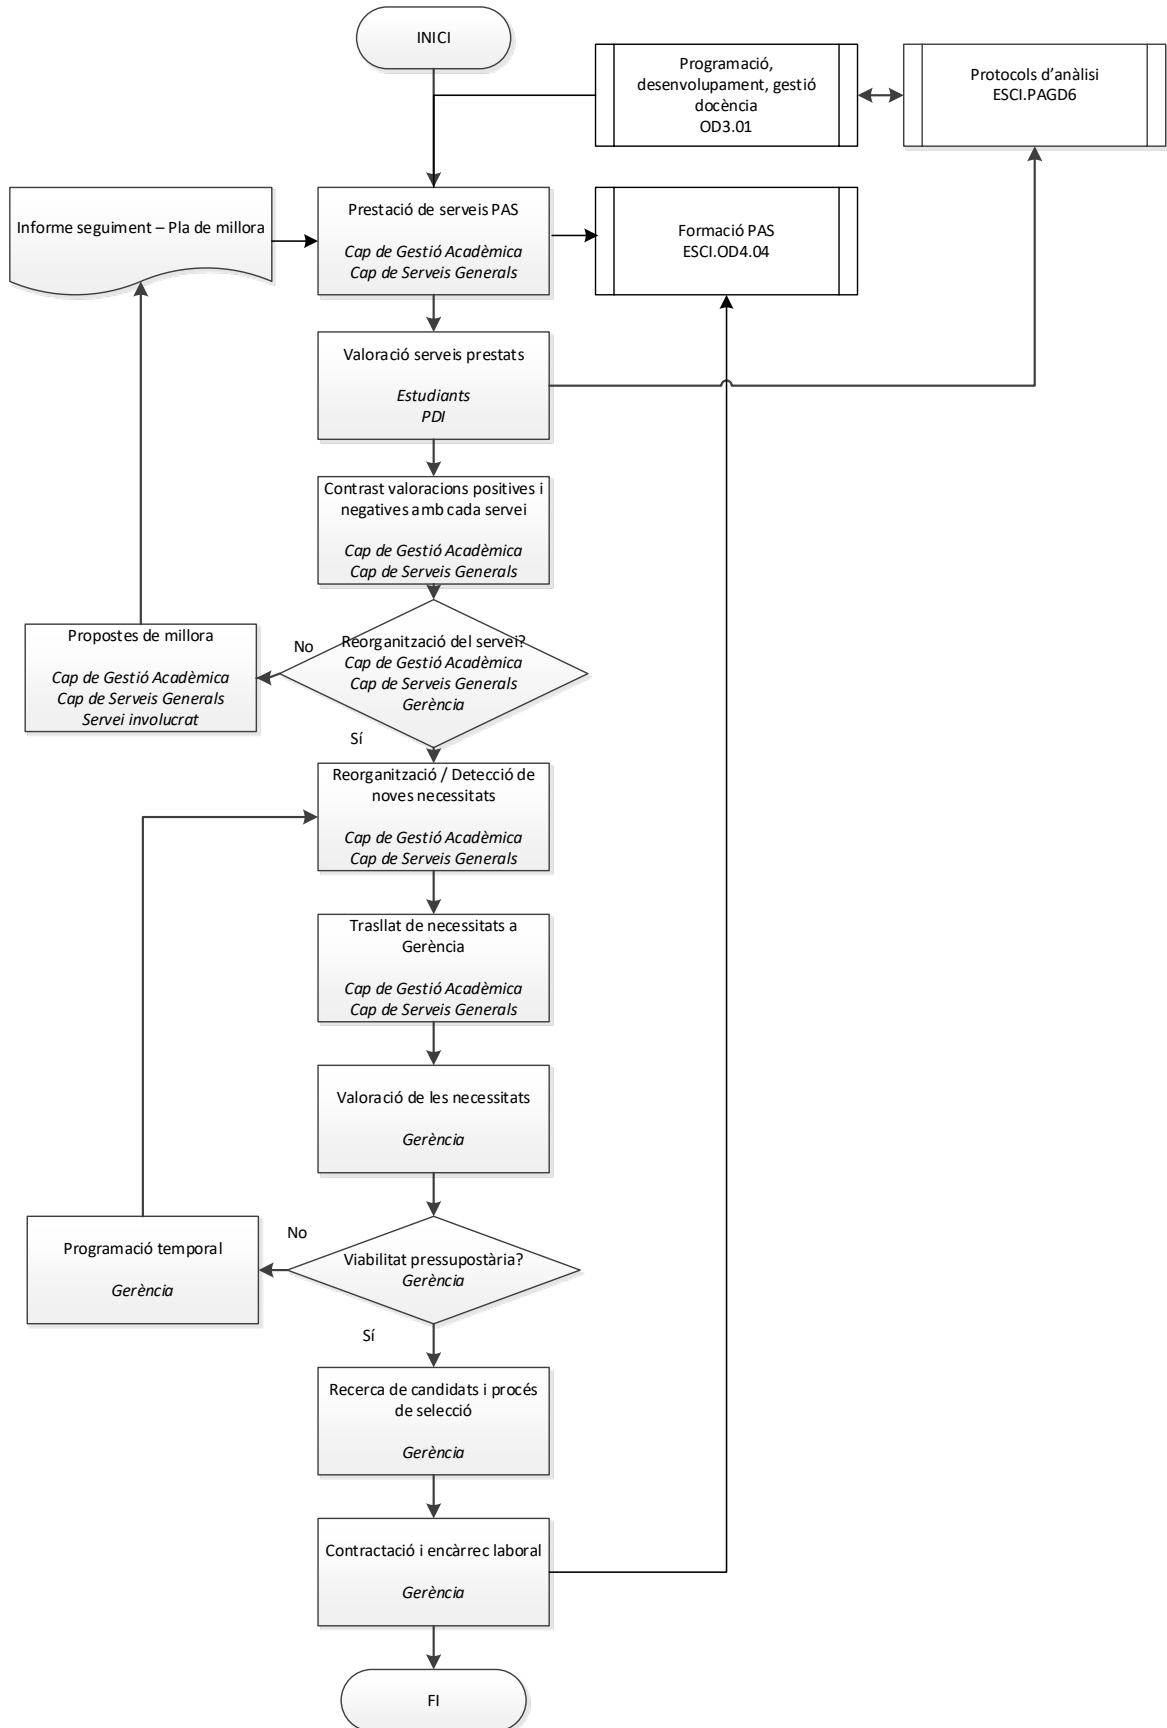 INICI
Programació,
desenvolupament, gestió
docència
OD3.01
Protocols d'anàlisi
ESCI.PAGD6
Informe seguiment – Pla de millora
Prestació de serveis PAS
Cap de Gestió Acadèmica
Cap de Serveis Generals
Formació PAS
ESCI.OD4.04
Valoració serveis prestats
Estudiants
PDI
Contrast valoracions positives i
negatives amb cada servei
Cap de Gestió Acadèmica
Cap de Serveis Generals
Propostes de millora
Cap de Gestió Acadèmica
Cap de Serveis Generals
Servei involucrat
No
Reorganització del servei?
Cap de Gestió Acadèmica
Cap de Serveis Generals
Gerència
Sí
Reorganització / Detecció de
noves necessitats
Cap de Gestió Acadèmica
Cap de Serveis Generals
Trasllat de necessitats a
Gerència
Cap de Gestió Acadèmica
Cap de Serveis Generals
Valoració de les necessitats
Gerència
Programació temporal
Gerència
No
Viabilitat pressupostària?
Gerència
Sí
Recerca de candidats i procés
de selecció
Gerència
Contractació i encàrrec laboral
Gerència
FI